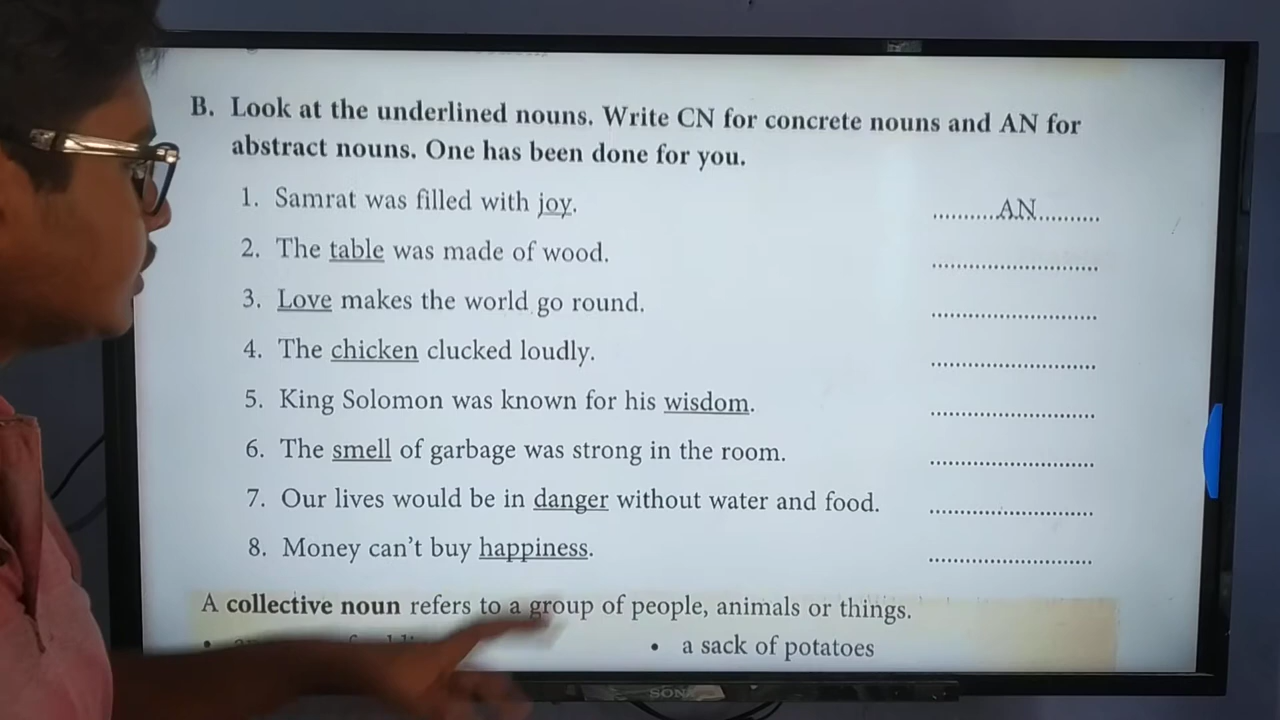 B. Look at the underlined nouns. Write CN for concrete nouns and AN for
abstract nouns. One has been done for you.
1. Samrat was filled with joy. ..........AN..........
2. The table was made of wood. ............................
3. Love makes the world go round. ............................
4. The chicken clucked loudly. ............................
5. King Solomon was known for his wisdom. ............................
6. The smell of garbage was strong in the room. ............................
7. Our lives would be in danger without water and food. ............................
8. Money can't buy happiness. ............................
A collective noun refers to a group of people, animals or things.
• a sack of potatoes
SONY